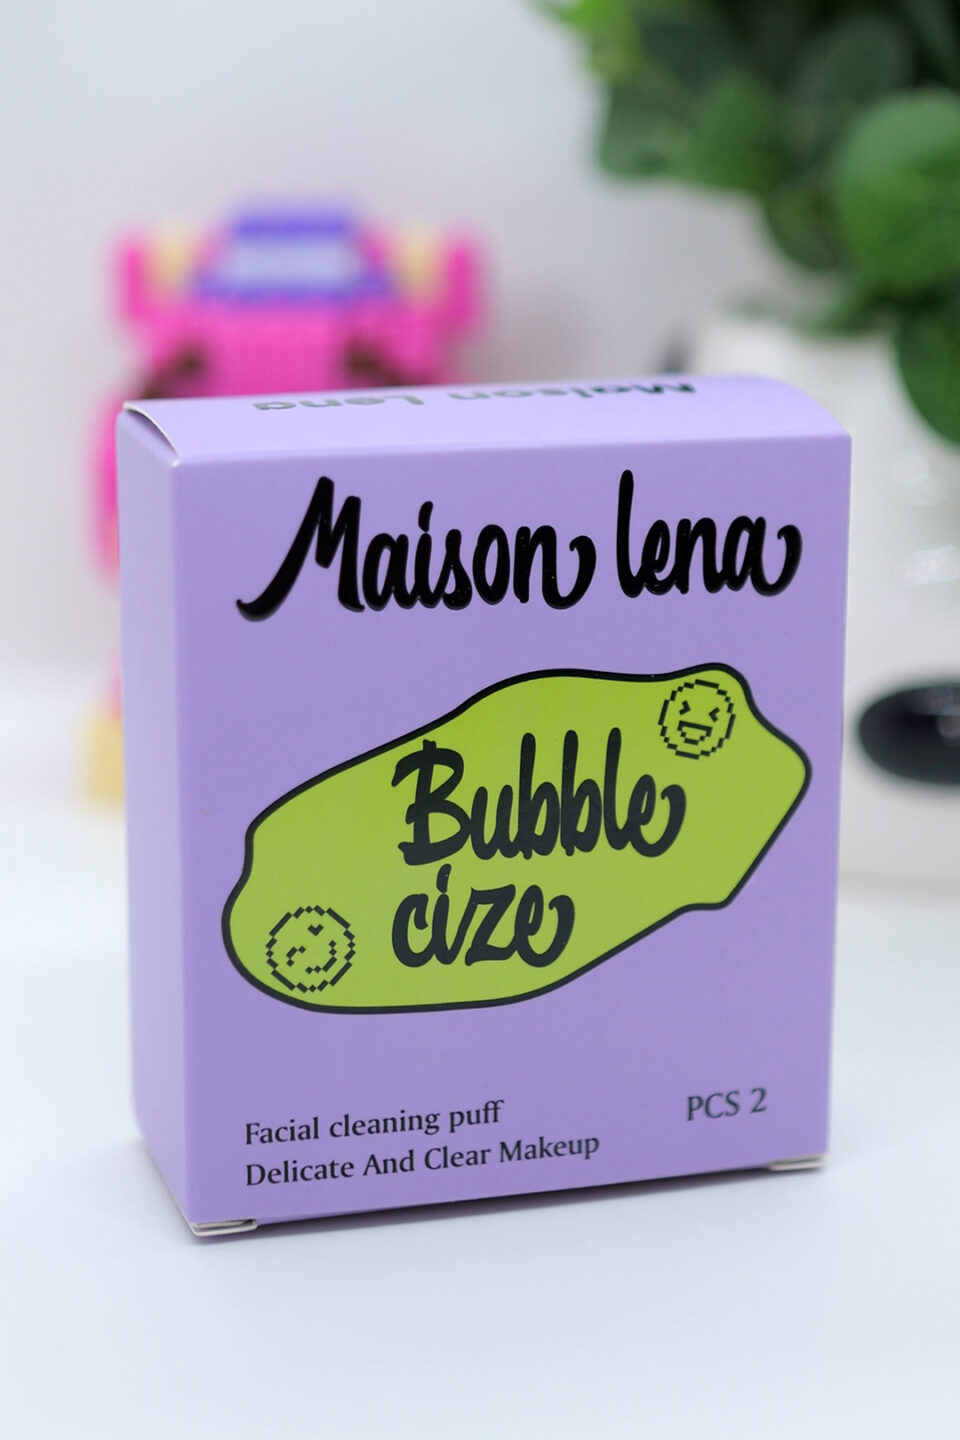 Maison Lena
Maison lena
Bubble
cize
Facial cleaning puff
Delicate And Clear Makeup
PCS 2